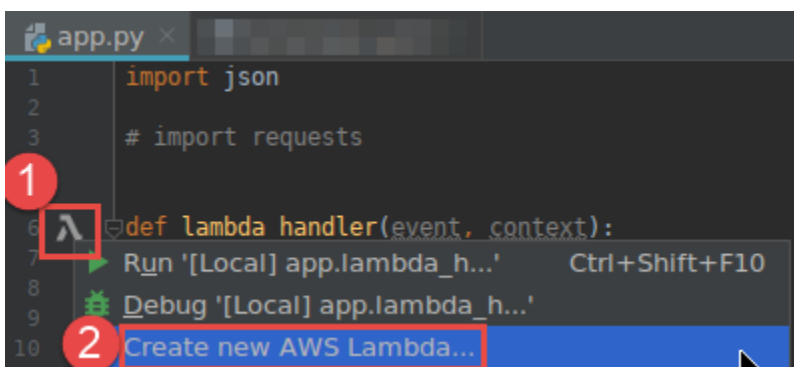 app.py
1 import json
2
3 # import requests
1
6 λ def lambda_handler(event, context):
7 Run '[Local] app.lambda_h...' Ctrl+Shift+F10
8
Debug '[Local] app.lambda_h...'
9
10 2 Create new AWS Lambda...